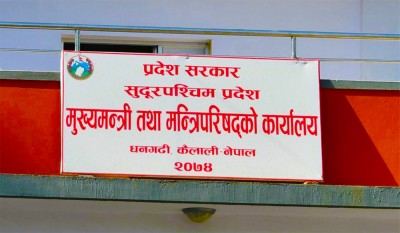 प्रदेश सरकार
सुदूरपश्चिम प्रदेश
मुख्यमन्त्री तथा मन्त्रिपरिषद्को कार्यालय
धनगढी, कैलाली-नेपाल
२०७४